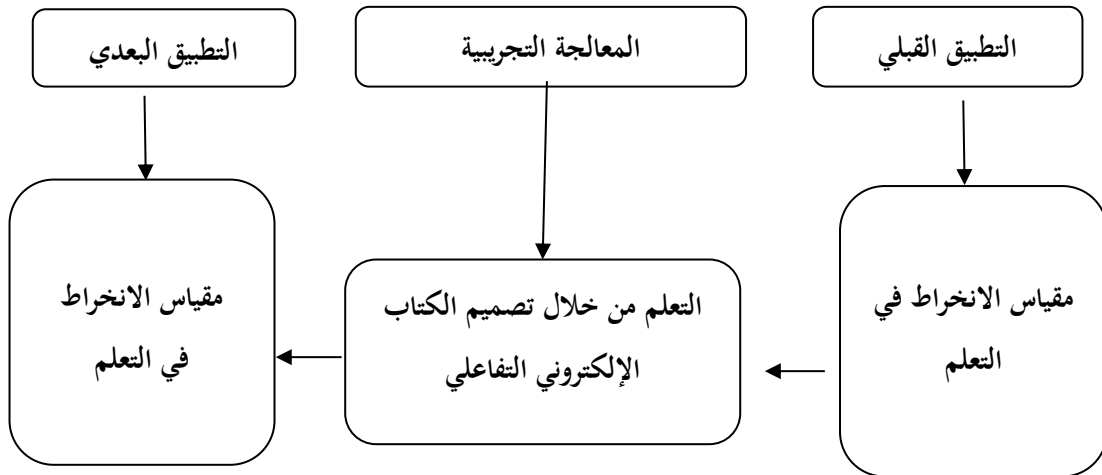 التطبيق القبلي
المعالجة التجريبية
التطبيق البعدي
مقياس الانخراط في
التعلم
التعلم من خلال تصميم الكتاب
الإلكتروني التفاعلي
مقياس الانخراط
في التعلم